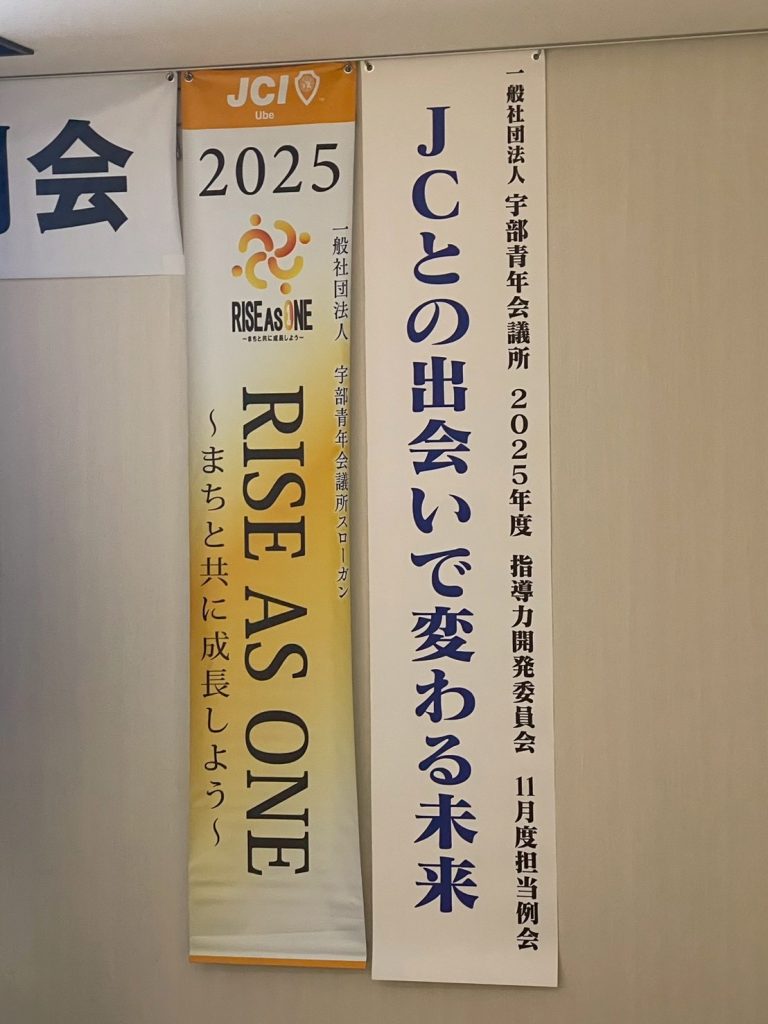 一般社団法人 宇部青年会議所 2025年度 指導力開発委員会 11月度担当例会
JCとの出会いで変わる未来
JCI
Ube
2025
RISE AS ONE
~まちと共に成長しよう~
一般社団法人 宇部青年会議所スローガン
RISE AS ONE
~まちと共に成長しよう~
会